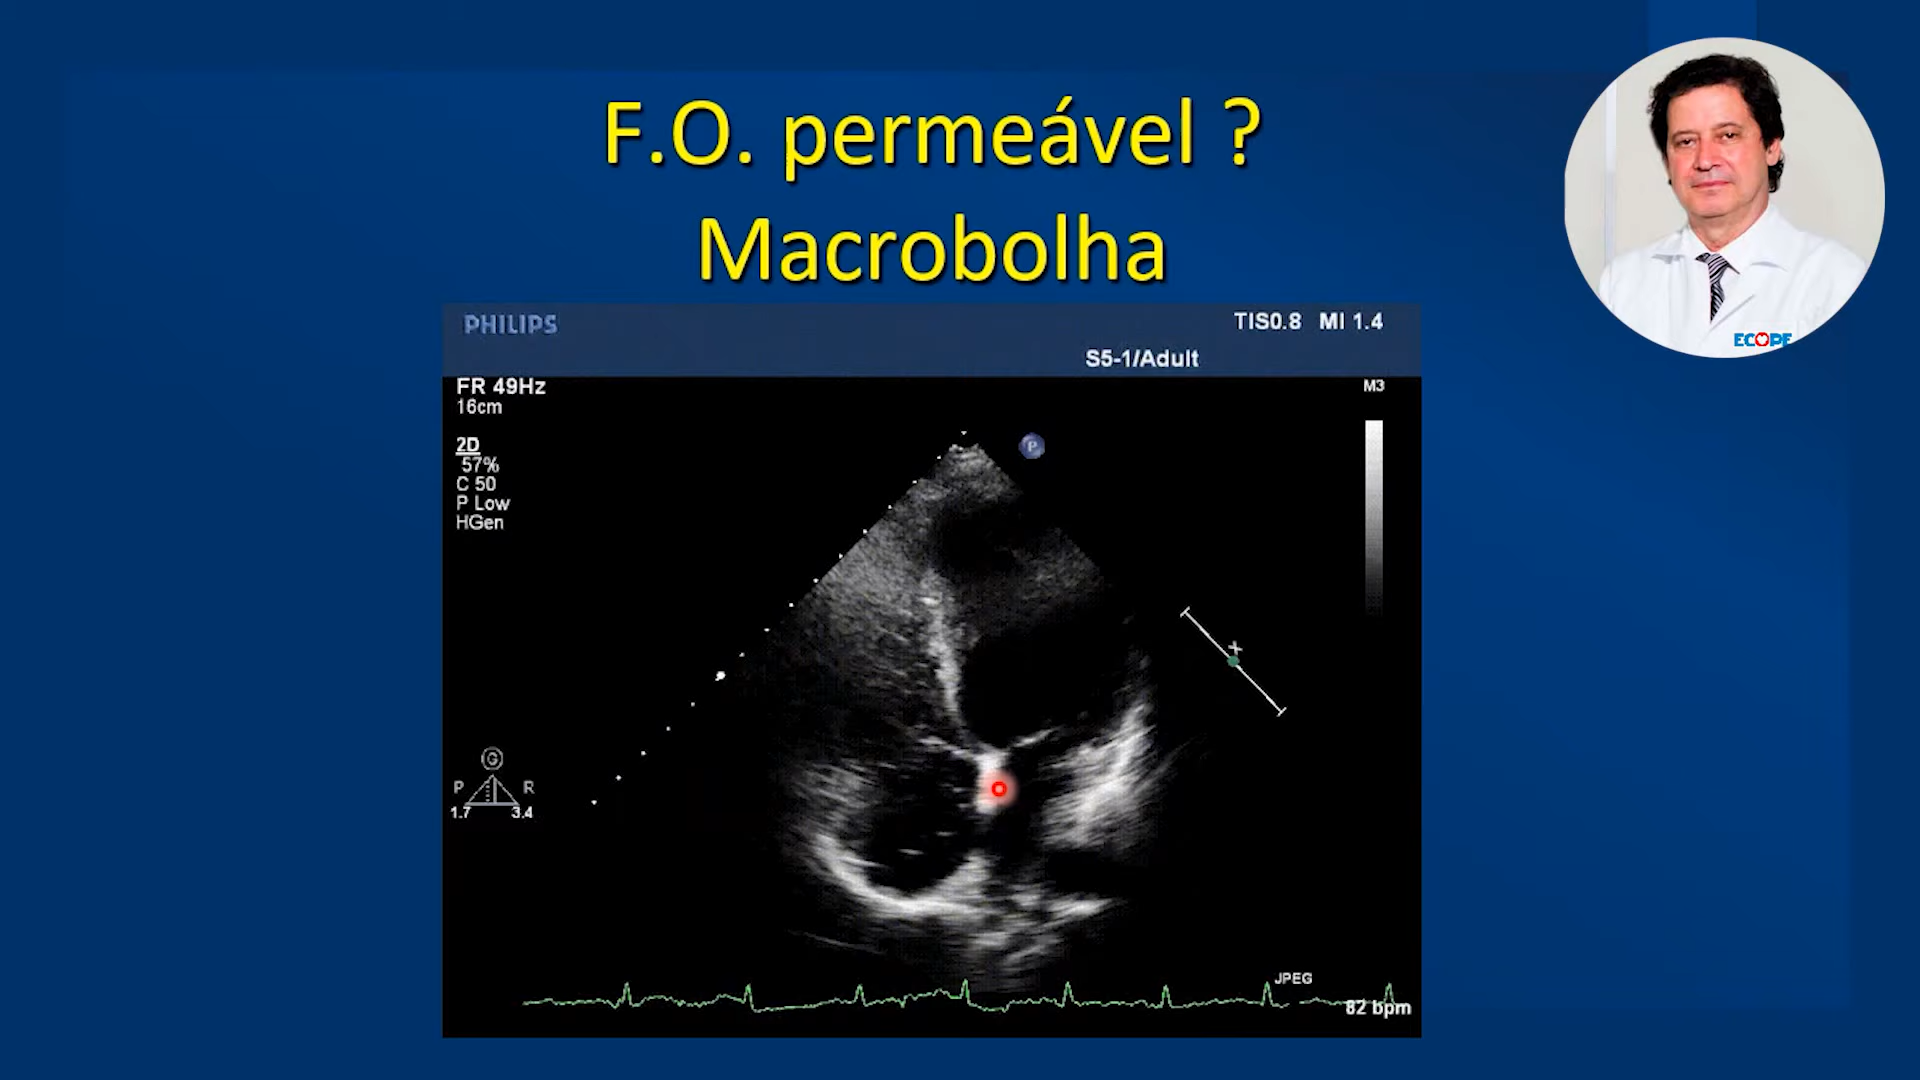 F.O. permeável ?
Macrobolha
ECOPE
PHILIPS
TIS0.8 MI 1.4
S5-1/Adult
FR 49Hz
16cm
M3
2D
57%
C 50
P Low
HGen
P
G
P R
1.7 3.4
JPEG
82 bpm